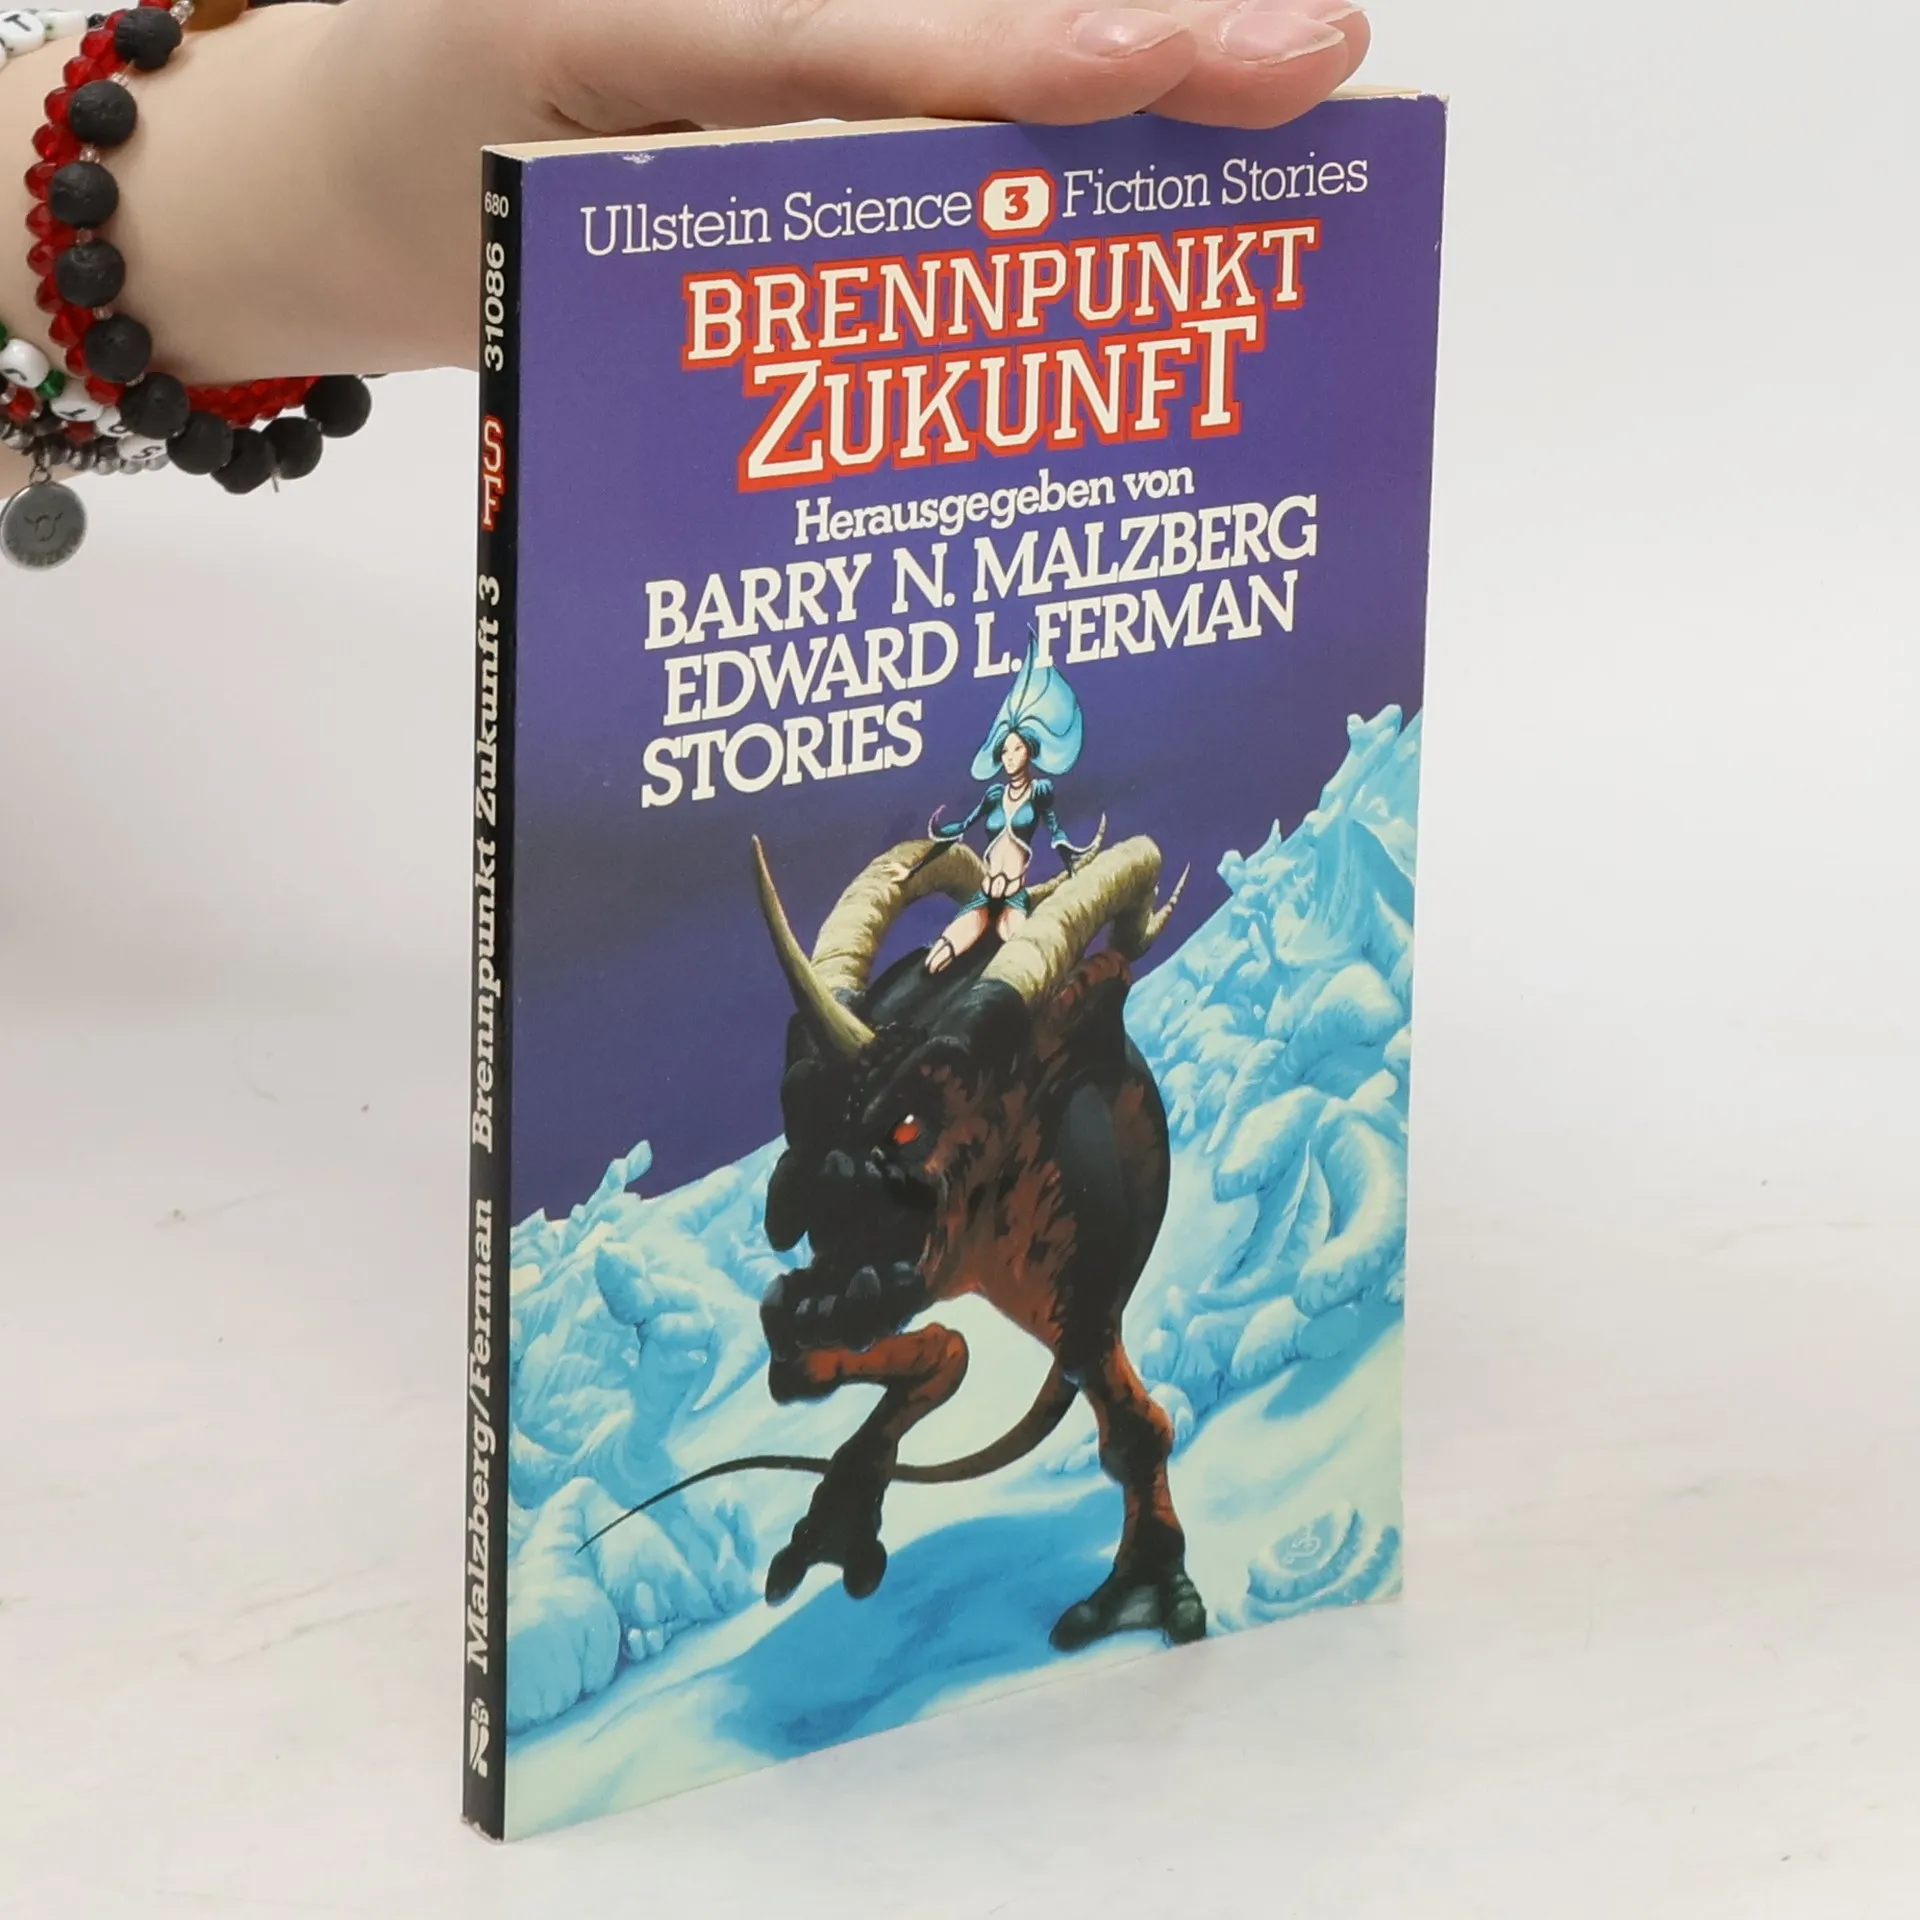 Ullstein Science 3 Fiction Stories
BRENNPUNKT
ZUKUNFT
Herausgegeben von
BARRY N. MALZBERG
EDWARD L. FERMAN
STORIES
680
31086
SF
Brennpunkt Zukunft 3
Malzberg/Ferman